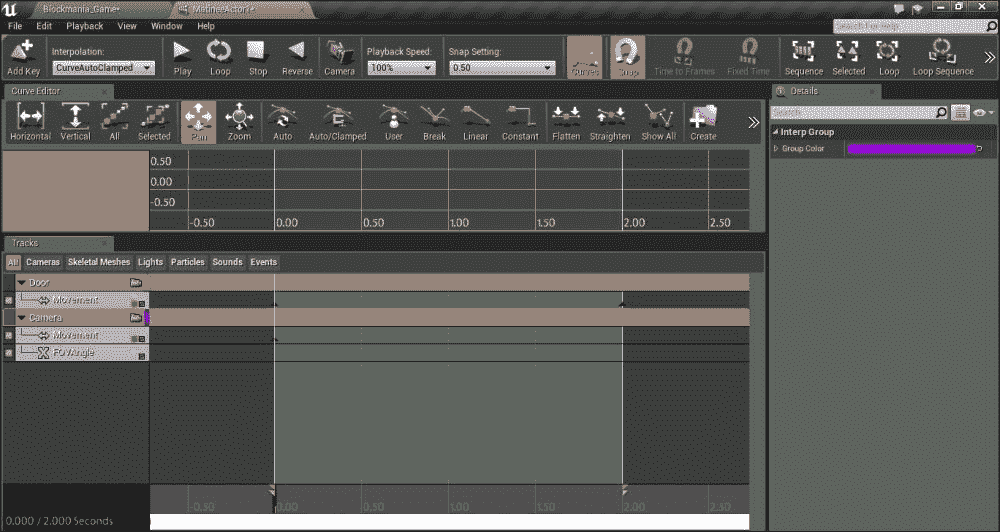 Blockmania_Game*
MatineeActor1*
File Edit Playback View Window Help
Search For Help
Interpolation: Playback Speed: Snap Setting:
CurveAutoClamped 100% 0.50
Add Key Play Loop Stop Reverse Camera Curves Snap Time to Frames Fixed Time Sequence Selected Loop Loop Sequence
Curve Editor
Horizontal Vertical All Selected Pan Zoom Auto Auto/Clamped User Break Linear Constant Flatten Straighten Show All Create
0.50
0.00
-0.50
-0.50 0.00 0.50 1.00 1.50 2.00 2.50
Tracks
All Cameras Skeletal Meshes Lights Particles Sounds Events
Door
Movement
Camera
Movement
FOVAngle
-0.50 0.00 0.50 1.00 1.50 2.00 2.50
0.000 / 2.000 Seconds
Details
Search
Interp Group
Group Color